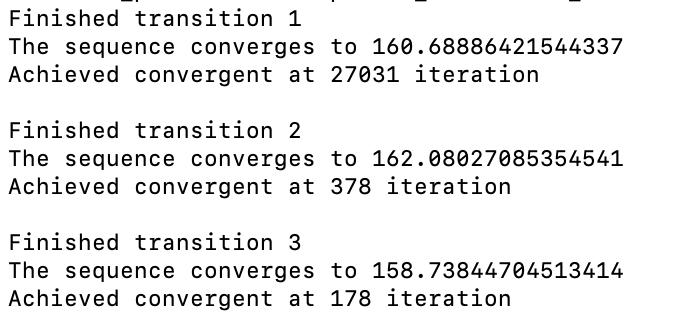 Finished transition 1
The sequence converges to 160.68886421544337
Achieved convergent at 27031 iteration
Finished transition 2
The sequence converges to 162.08027085354541
Achieved convergent at 378 iteration
Finished transition 3
The sequence converges to 158.73844704513414
Achieved convergent at 178 iteration